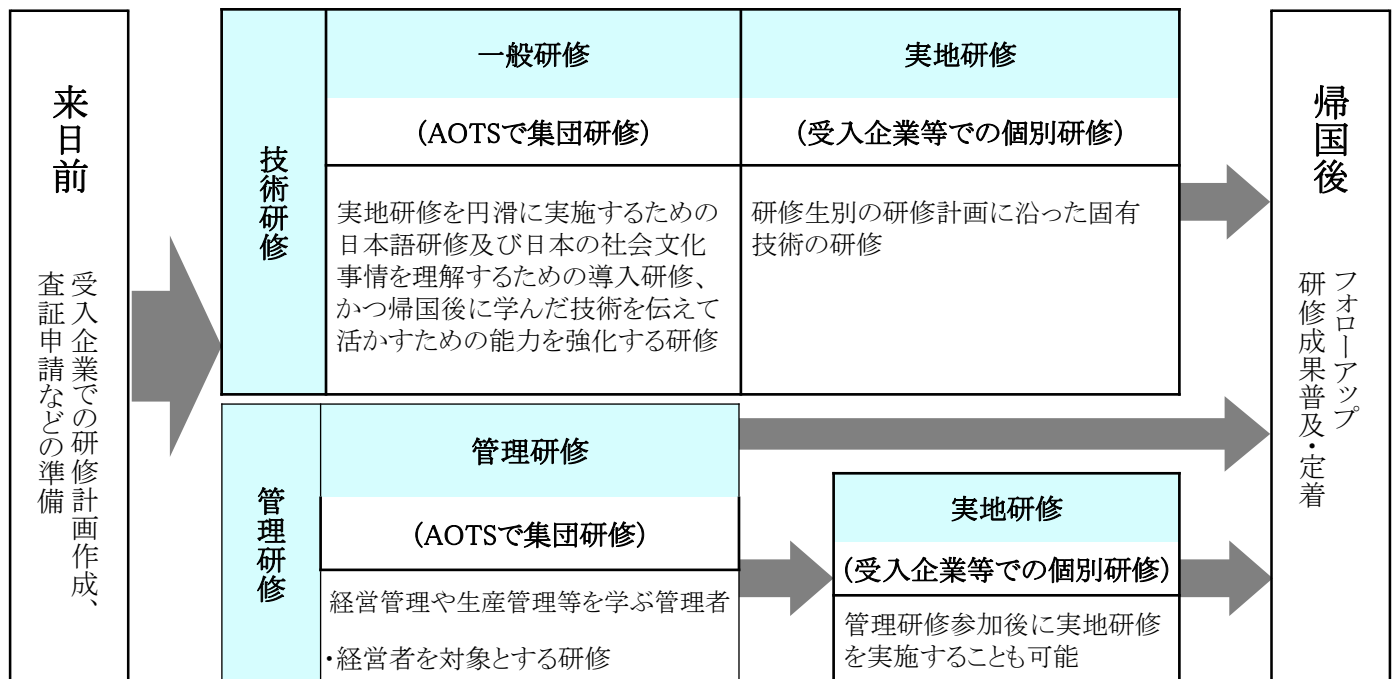 来日前
受入企業での研修計画作成、
査証申請などの準備
技術研修
一般研修
(AOTSで集団研修)
実地研修を円滑に実施するための
日本語研修及び日本の社会文化
事情を理解するための導入研修、
かつ帰国後に学んだ技術を伝えて
活かすための能力を強化する研修
実地研修
(受入企業等での個別研修)
研修生別の研修計画に沿った固有
技術の研修
管理研修
管理研修
(AOTSで集団研修)
経営管理や生産管理等を学ぶ管理者
・経営者を対象とする研修
実地研修
(受入企業等での個別研修)
管理研修参加後に実地研修
を実施することも可能
帰国後
フォローアップ
研修成果普及・定着